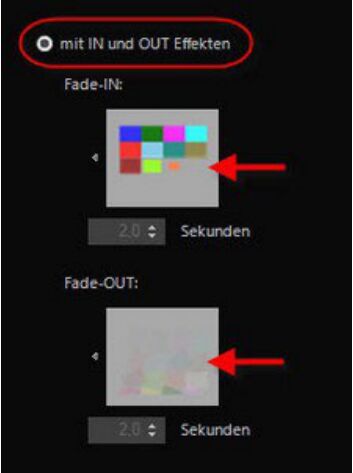 mit IN und OUT Effekten
Fade-IN:
2,0 Sekunden
Fade-OUT:
2,0 Sekunden